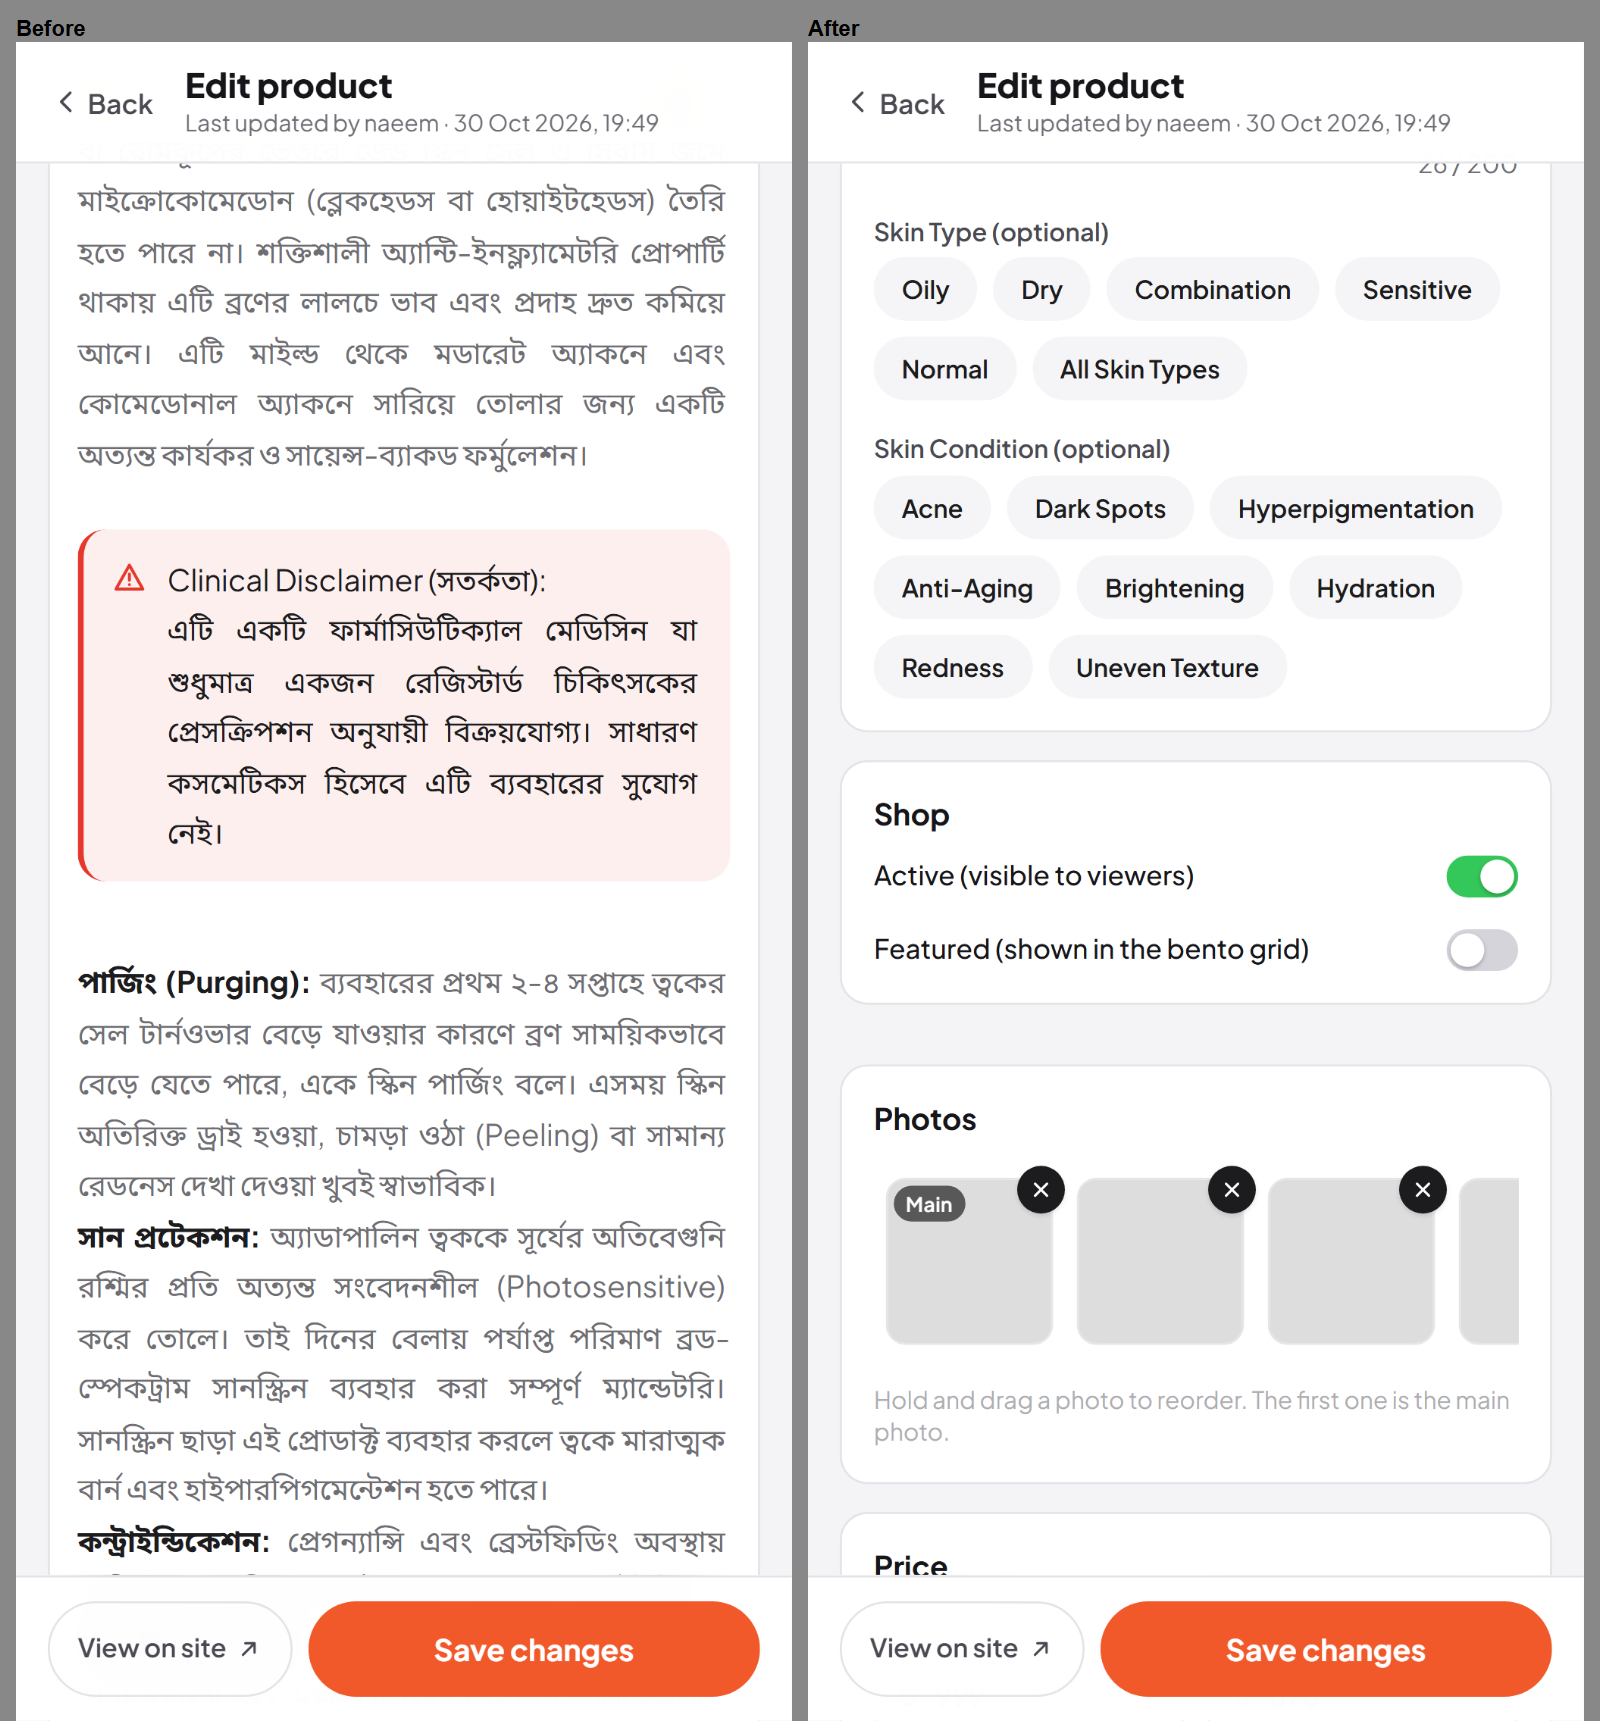 Before
Back
Edit product
Last updated by naeem · 30 Oct 2026, 19:49
মাইক্রোকোমেডোন (ব্লেকহেডস বা হোয়াইটহেডস) তৈরি
হতে পারে না। শক্তিশালী অ্যান্টি-ইনফ্ল্যামেটরি প্রোপার্টি
থাকায় এটি ব্রণের লালচে ভাব এবং প্রদাহ দ্রুত কমিয়ে
আনে। এটি মাইল্ড থেকে মডারেট অ্যাকনে এবং
কোমেডোনাল অ্যাকনে সারিয়ে তোলার জন্য একটি
অত্যন্ত কার্যকর ও সায়েন্স-ব্যাকড ফর্মুলেশন।
Clinical Disclaimer (সতর্কতা):
এটি একটি ফার্মাসিউটিক্যাল মেডিসিন যা
শুধুমাত্র একজন রেজিস্টার্ড চিকিৎসকের
প্রেসক্রিপশন অনুযায়ী বিক্রয়যোগ্য। সাধারণ
কসমেটিকস হিসেবে এটি ব্যবহারের সুযোগ
নেই।
পার্জিং (Purging): ব্যবহারের প্রথম ২-৪ সপ্তাহে ত্বকের
সেল টার্নওভার বেড়ে যাওয়ার কারণে ব্রণ সাময়িকভাবে
বেড়ে যেতে পারে, একে স্কিন পার্জিং বলে। এসময় স্কিন
অতিরিক্ত ড্রাই হওয়া, চামড়া ওঠা (Peeling) বা সামান্য
রেডনেস দেখা দেওয়া খুবই স্বাভাবিক।
সান প্রটেকশন: অ্যাডাপালিন ত্বককে সূর্যের অতিবেগুনি
রশ্মির প্রতি অত্যন্ত সংবেদনশীল (Photosensitive)
করে তোলে। তাই দিনের বেলায় পর্যাপ্ত পরিমাণ ব্রড-
স্পেকট্রাম সানস্ক্রিন ব্যবহার করা সম্পূর্ণ ম্যান্ডেটরি।
সানস্ক্রিন ছাড়া এই প্রোডাক্ট ব্যবহার করলে ত্বকে মারাত্মক
বার্ন এবং হাইপারপিগমেন্টেশন হতে পারে।
কন্ট্রাইন্ডিকেশন: প্রেগন্যান্সি এবং ব্রেস্টফিডিং অবস্থায়
View on site ↗
Save changes
After
Back
Edit product
Last updated by naeem · 30 Oct 2026, 19:49
26 / 200
Skin Type (optional)
Oily Dry Combination Sensitive
Normal All Skin Types
Skin Condition (optional)
Acne Dark Spots Hyperpigmentation
Anti-Aging Brightening Hydration
Redness Uneven Texture
Shop
Active (visible to viewers)
Featured (shown in the bento grid)
Photos
Main
Hold and drag a photo to reorder. The first one is the main
photo.
Price
View on site ↗
Save changes